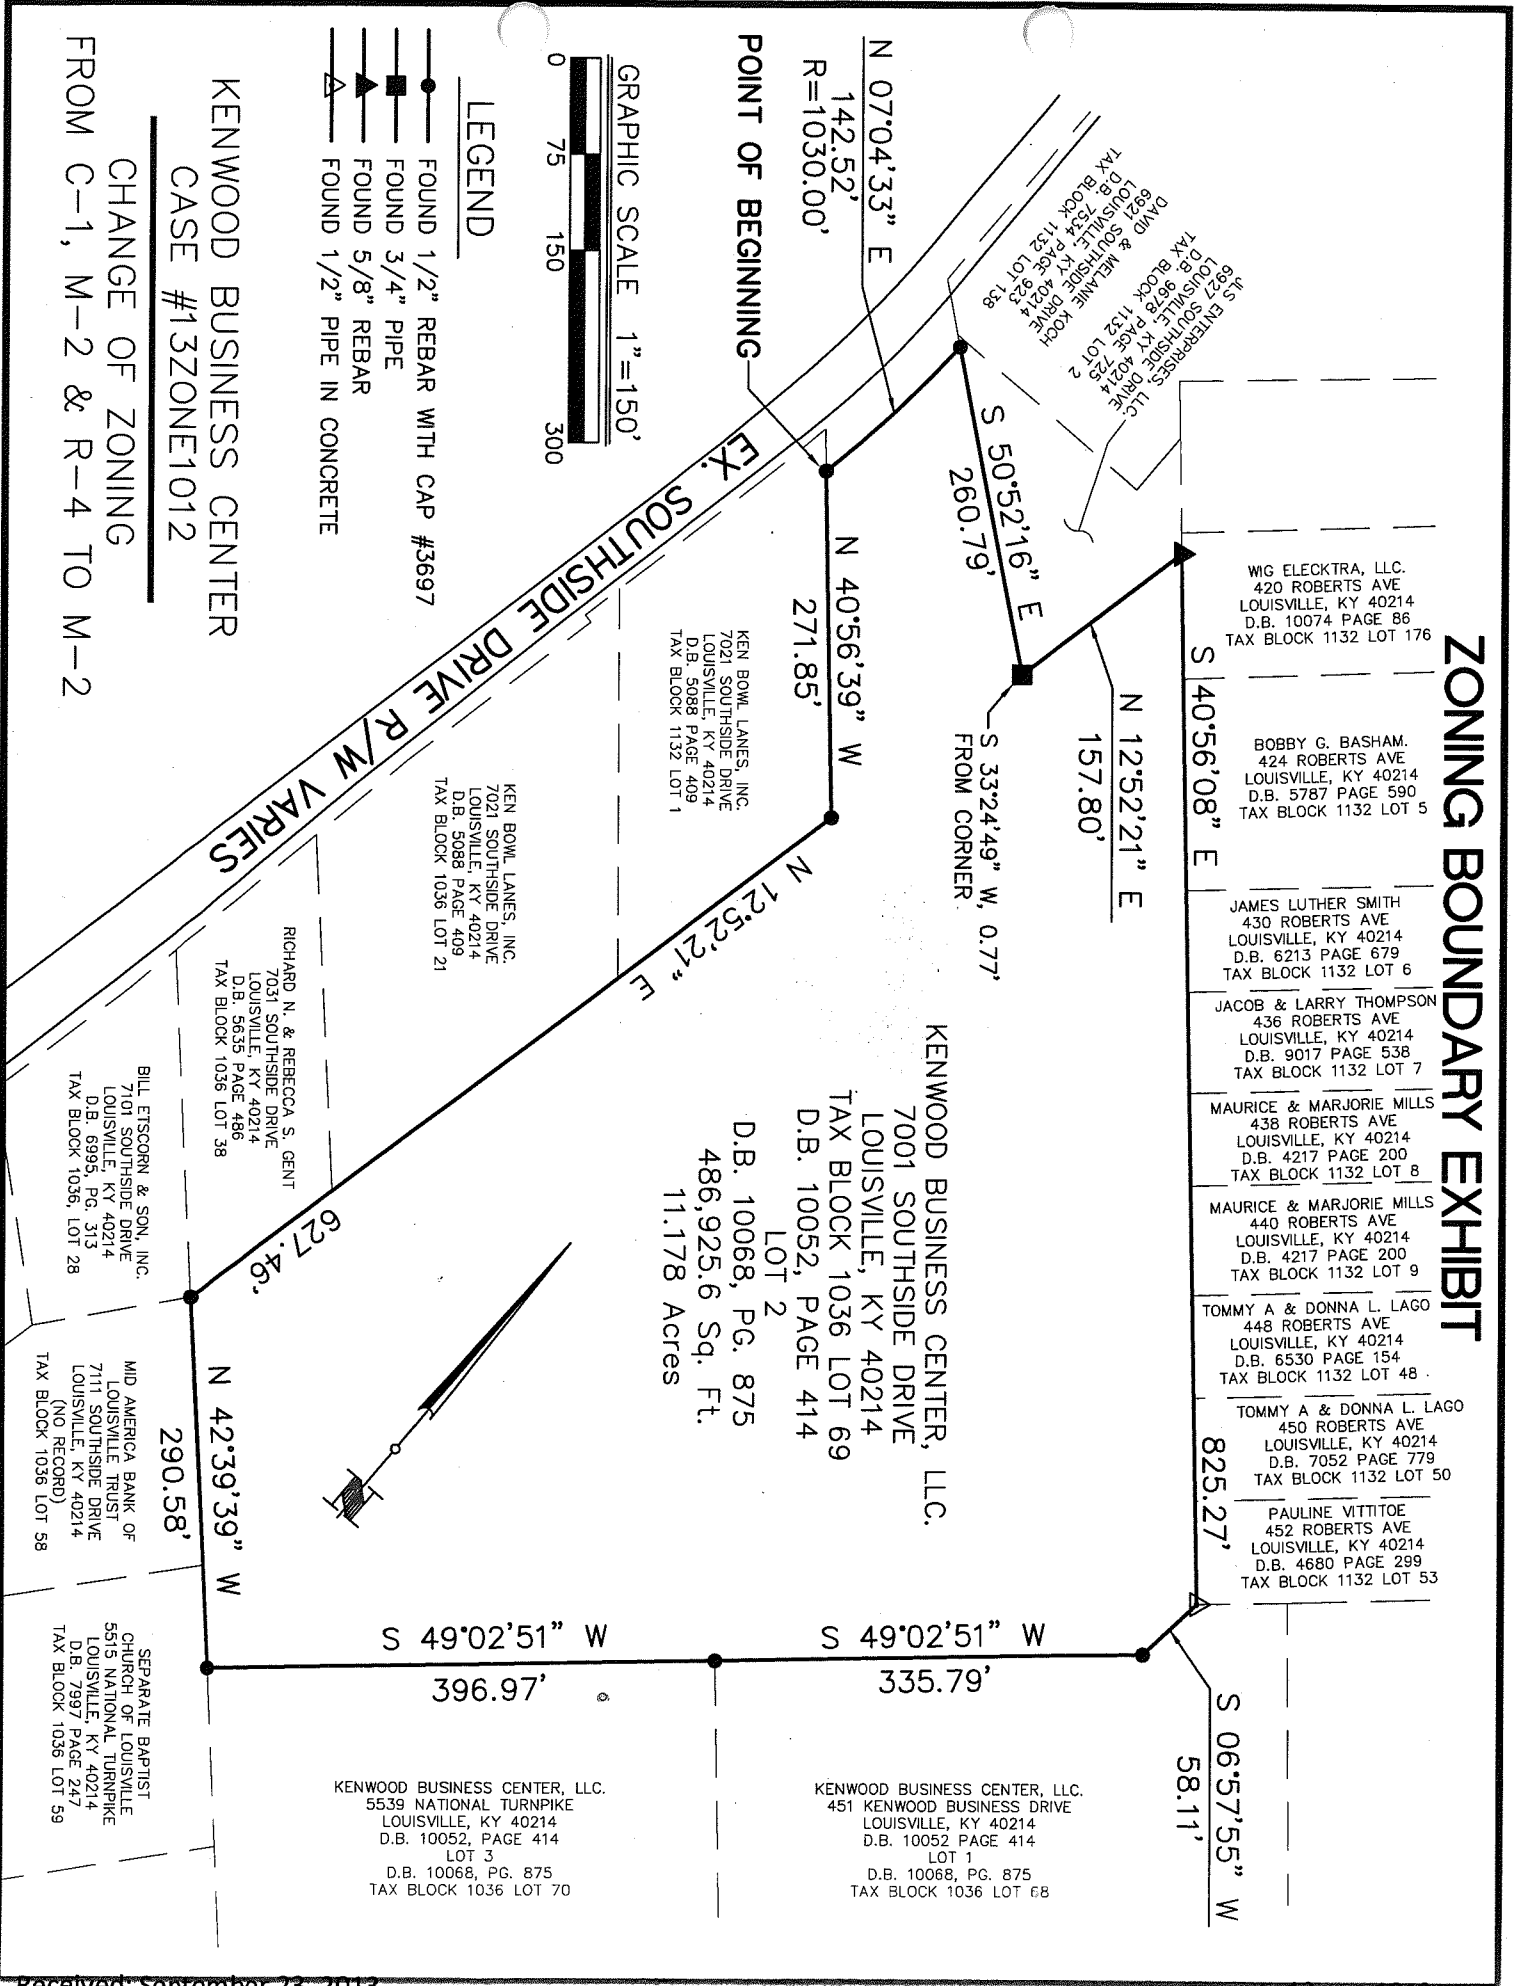 ZONING BOUNDARY EXHIBIT
WIG ELECKTRA, LLC.
420 ROBERTS AVE
LOUISVILLE, KY 40214
D.B. 10074 PAGE 86
TAX BLOCK 1132 LOT 176
BOBBY G. BASHAM.
424 ROBERTS AVE
LOUISVILLE, KY 40214
D.B. 5787 PAGE 590
TAX BLOCK 1132 LOT 5
JAMES LUTHER SMITH
430 ROBERTS AVE
LOUISVILLE, KY 40214
D.B. 6213 PAGE 679
TAX BLOCK 1132 LOT 6
JACOB & LARRY THOMPSON
436 ROBERTS AVE
LOUISVILLE, KY 40214
D.B. 9017 PAGE 538
TAX BLOCK 1132 LOT 7
MAURICE & MARJORIE MILLS
438 ROBERTS AVE
LOUISVILLE, KY 40214
D.B. 4217 PAGE 200
TAX BLOCK 1132 LOT 8
MAURICE & MARJORIE MILLS
440 ROBERTS AVE
LOUISVILLE, KY 40214
D.B. 4217 PAGE 200
TAX BLOCK 1132 LOT 9
TOMMY A & DONNA L. LAGO
448 ROBERTS AVE
LOUISVILLE, KY 40214
D.B. 6530 PAGE 154
TAX BLOCK 1132 LOT 48
TOMMY A & DONNA L. LAGO
450 ROBERTS AVE
LOUISVILLE, KY 40214
D.B. 7052 PAGE 779
TAX BLOCK 1132 LOT 50
PAULINE VITTITOE
452 ROBERTS AVE
LOUISVILLE, KY 40214
D.B. 4680 PAGE 299
TAX BLOCK 1132 LOT 53
S 40°56'08" E
825.27'
JLS ENTERPRISES, LLC.
6927 SOUTHSIDE DRIVE
LOUISVILLE, KY 40214
D.B. 9678 PAGE 725
TAX BLOCK 1132 LOT 2
DAVID & MELANIE KOCH
6921 SOUTHSIDE DRIVE
LOUISVILLE, KY 40214
D.B. 7534 PAGE 923
TAX BLOCK 1132 LOT 138
N 12°52'21" E
157.80'
S 50°52'16" E
260.79'
S 33°24'49" W, 0.77'
FROM CORNER
N 07°04'33" E
142.52'
R=1030.00'
POINT OF BEGINNING
N 40°56'39" W
271.85'
N 12°52'21" E
627.46'
S 06°57'55" W
58.11'
KENWOOD BUSINESS CENTER, LLC.
7001 SOUTHSIDE DRIVE
LOUISVILLE, KY 40214
TAX BLOCK 1036 LOT 69
D.B. 10052, PAGE 414
LOT 2
D.B. 10068, PG. 875
486,925.6 Sq. Ft.
11.178 Acres
N
S 49°02'51" W
335.79'
S 49°02'51" W
396.97'
KENWOOD BUSINESS CENTER, LLC.
451 KENWOOD BUSINESS DRIVE
LOUISVILLE, KY 40214
D.B. 10052 PAGE 414
LOT 1
D.B. 10068, PG. 875
TAX BLOCK 1036 LOT 68
KENWOOD BUSINESS CENTER, LLC.
5539 NATIONAL TURNPIKE
LOUISVILLE, KY 40214
D.B. 10052, PAGE 414
LOT 3
D.B. 10068, PG. 875
TAX BLOCK 1036 LOT 70
KEN BOWL LANES, INC.
7021 SOUTHSIDE DRIVE
LOUISVILLE, KY 40214
D.B. 5088 PAGE 409
TAX BLOCK 1132 LOT 1
KEN BOWL LANES, INC.
7021 SOUTHSIDE DRIVE
LOUISVILLE, KY 40214
D.B. 5088 PAGE 409
TAX BLOCK 1036 LOT 21
EX. SOUTHSIDE DRIVE R/W VARIES
RICHARD N. & REBECCA S. GENT
7031 SOUTHSIDE DRIVE
LOUISVILLE, KY 40214
D.B. 5635 PAGE 486
TAX BLOCK 1036 LOT 38
BILL ETSCORN & SON, INC.
7101 SOUTHSIDE DRIVE
LOUISVILLE, KY 40214
D.B. 6995, PG. 313
TAX BLOCK 1036, LOT 28
N 42°39'39" W
290.58'
MID AMERICA BANK OF
LOUISVILLE TRUST
7111 SOUTHSIDE DRIVE
LOUISVILLE, KY 40214
(NO RECORD)
TAX BLOCK 1036 LOT 58
SEPARATE BAPTIST
CHURCH OF LOUISVILLE
5515 NATIONAL TURNPIKE
LOUISVILLE, KY 40214
D.B. 7997 PAGE 247
TAX BLOCK 1036 LOT 59
GRAPHIC SCALE 1"=150'
0 75 150 300
LEGEND
FOUND 1/2" REBAR WITH CAP #3697
FOUND 3/4" PIPE
FOUND 5/8" REBAR
FOUND 1/2" PIPE IN CONCRETE
KENWOOD BUSINESS CENTER
CASE #13ZONE1012
CHANGE OF ZONING
FROM C-1, M-2 & R-4 TO M-2
Received: September 23, 2013